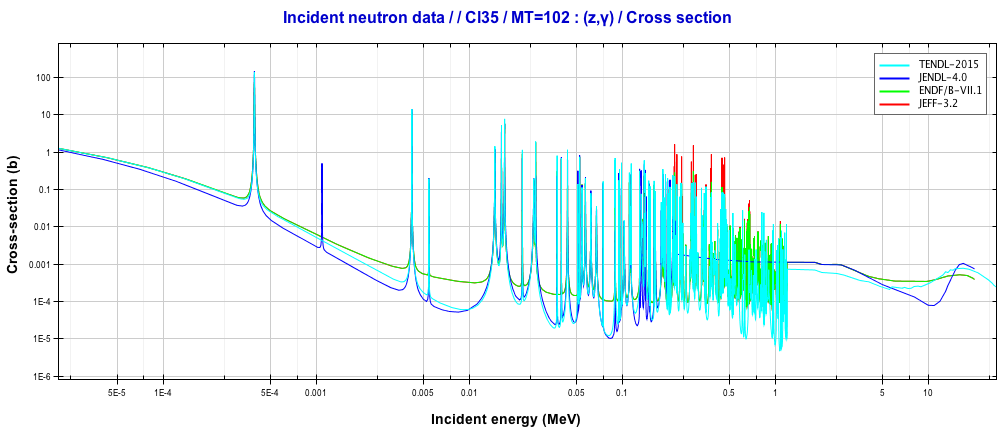 Incident neutron data / / Cl35 / MT=102 : (z,γ) / Cross section
TENDL-2015
JENDL-4.0
ENDF/B-VII.1
JEFF-3.2
Cross-section (b)
100
10
1
0.1
0.01
0.001
1E-4
1E-5
1E-6
5E-5 1E-4 5E-4 0.001 0.005 0.01 0.05 0.1 0.5 1 5 10
Incident energy (MeV)